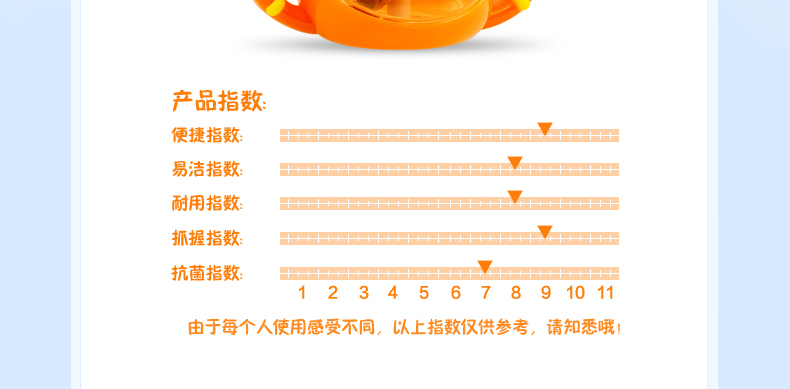 产品指数:
便捷指数:
易洁指数:
耐用指数:
抓握指数:
抗菌指数:
1 2 3 4 5 6 7 8 9 10 11
由于每个人使用感受不同，以上指数仅供参考，请知悉哦!